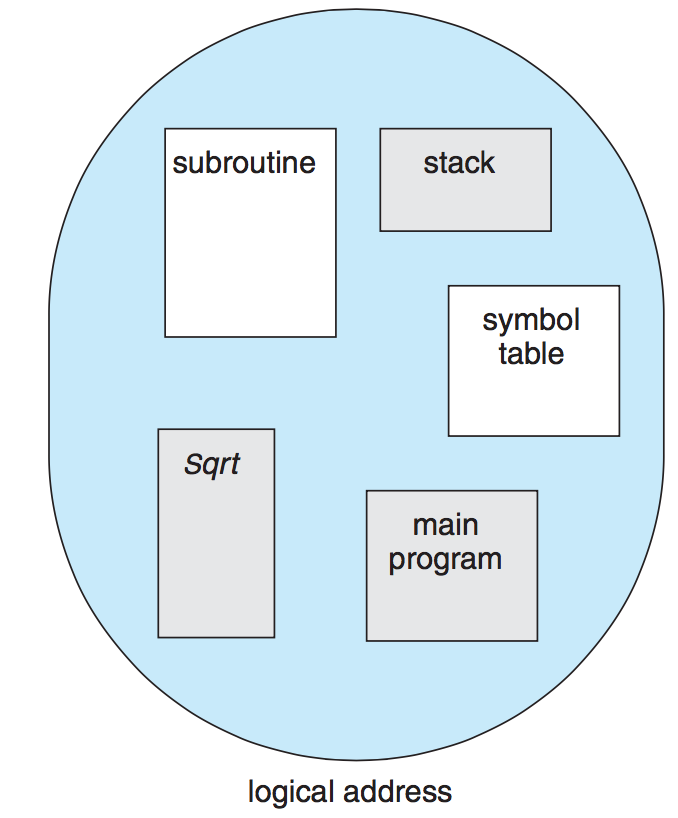 subroutine
stack
symbol
table
Sqrt
main
program
logical address